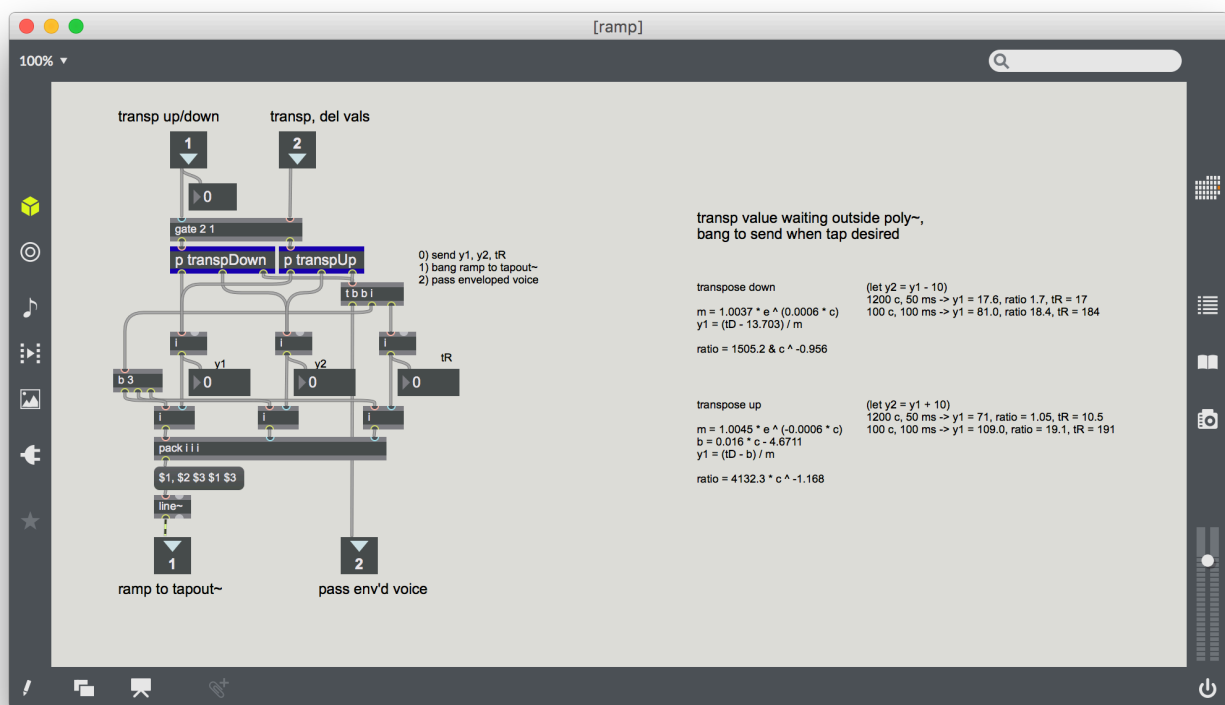 [ramp]
100%
transp up/down
transp, del vals
1
2
0
gate 2 1
p transpDown
p transpUp
0) send y1, y2, tR
1) bang ramp to tapout~
2) pass enveloped voice
t b b i
i
i
i
y1
y2
tR
b 3
0
0
0
i
i
i
pack i i i
$1, $2 $3 $1 $3
line~
1
2
ramp to tapout~
pass env'd voice
transp value waiting outside poly~,
bang to send when tap desired
transpose down
m = 1.0037 * e ^ (0.0006 * c)
y1 = (tD - 13.703) / m
ratio = 1505.2 & c ^ -0.956
(let y2 = y1 - 10)
1200 c, 50 ms -> y1 = 17.6, ratio 1.7, tR = 17
100 c, 100 ms -> y1 = 81.0, ratio 18.4, tR = 184
transpose up
m = 1.0045 * e ^ (-0.0006 * c)
b = 0.016 * c - 4.6711
y1 = (tD - b) / m
ratio = 4132.3 * c ^ -1.168
(let y2 = y1 + 10)
1200 c, 50 ms -> y1 = 71, ratio = 1.05, tR = 10.5
100 c, 100 ms -> y1 = 109.0, ratio = 19.1, tR = 191